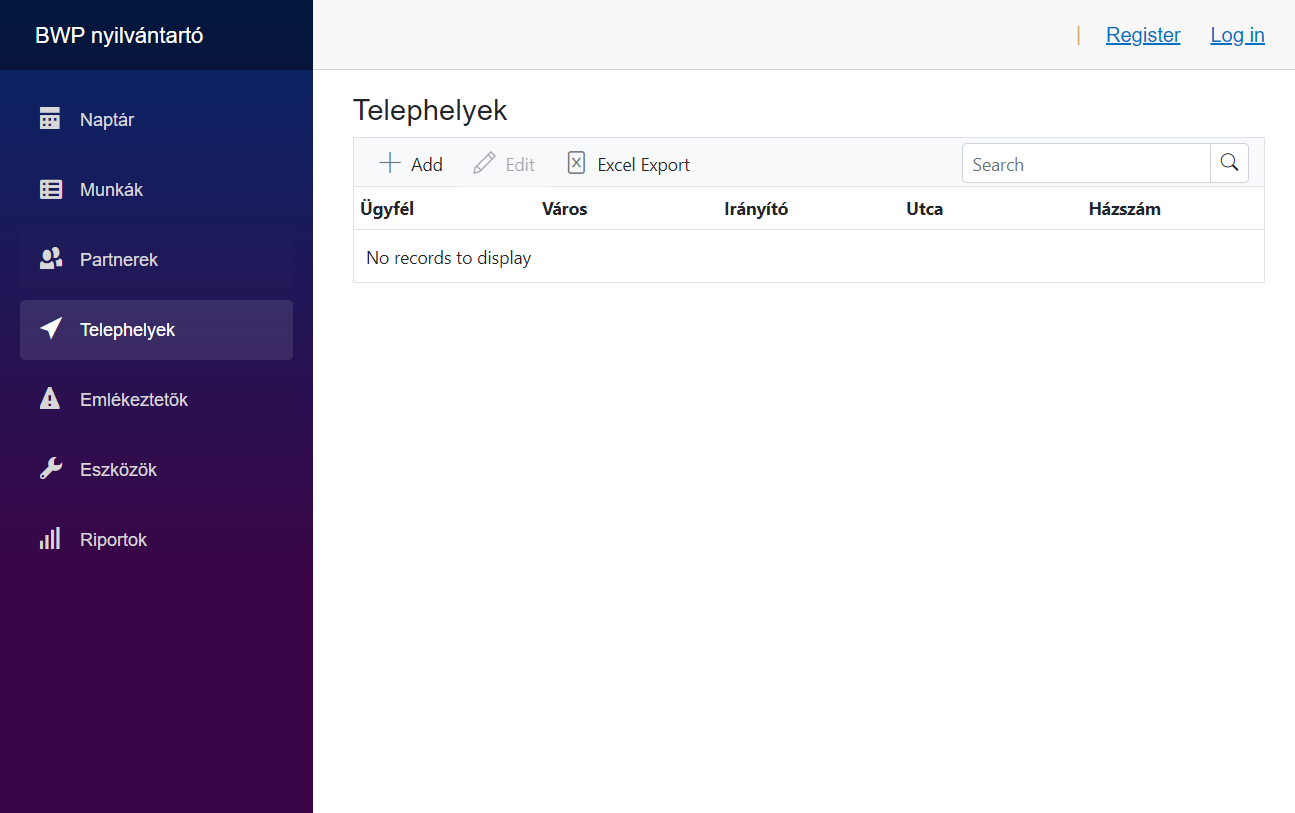 BWP nyilvántartó
| Register Log in
Naptár
Munkák
Partnerek
Telephelyek
Emlékeztetők
Eszközök
Riportok
Telephelyek
Add Edit Excel Export Search
Ügyfél Város Irányító Utca Házszám
No records to display